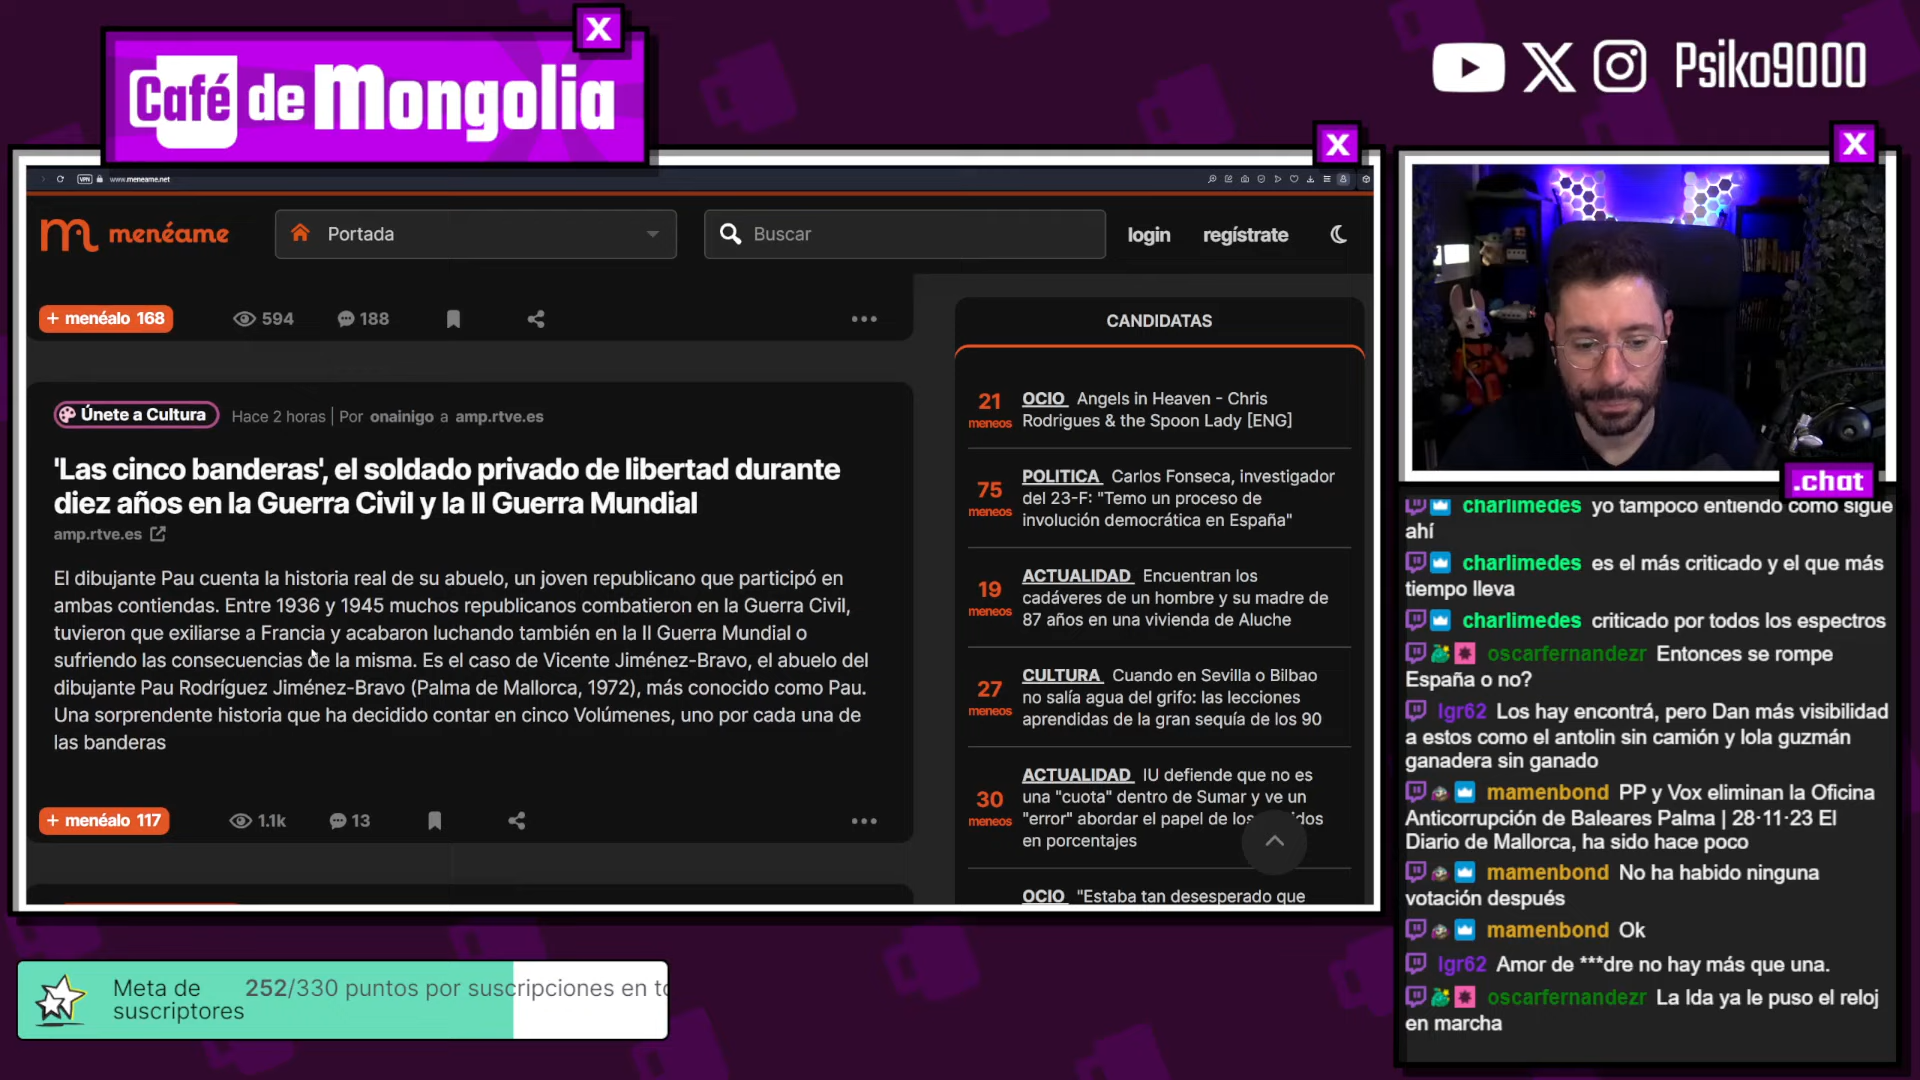 X
Café de Mongolia
Psiko9000
X
X
VPN www.meneame.net
menéame
Portada
Buscar
login
regístrate
+ menéalo 168
594
188
Únete a Cultura
Hace 2 horas | Por onainigo a amp.rtve.es
'Las cinco banderas', el soldado privado de libertad durante
diez años en la Guerra Civil y la II Guerra Mundial
amp.rtve.es
El dibujante Pau cuenta la historia real de su abuelo, un joven republicano que participó en
ambas contiendas. Entre 1936 y 1945 muchos republicanos combatieron en la Guerra Civil,
tuvieron que exiliarse a Francia y acabaron luchando también en la II Guerra Mundial o
sufriendo las consecuencias de la misma. Es el caso de Vicente Jiménez-Bravo, el abuelo del
dibujante Pau Rodríguez Jiménez-Bravo (Palma de Mallorca, 1972), más conocido como Pau.
Una sorprendente historia que ha decidido contar en cinco Volúmenes, uno por cada una de
las banderas
+ menéalo 117
1.1k
13
CANDIDATAS
21 meneos
OCIO Angels in Heaven - Chris
Rodrigues & the Spoon Lady [ENG]
75 meneos
POLITICA Carlos Fonseca, investigador
del 23-F: "Temo un proceso de
involución democrática en España"
19 meneos
ACTUALIDAD Encuentran los
cadáveres de un hombre y su madre de
87 años en una vivienda de Aluche
27 meneos
CULTURA Cuando en Sevilla o Bilbao
no salía agua del grifo: las lecciones
aprendidas de la gran sequía de los 90
30 meneos
ACTUALIDAD IU defiende que no es
una "cuota" dentro de Sumar y ve un
"error" abordar el papel de los
en porcentajes
OCIO "Estaba tan desesperado que
.chat
charlimedes yo tampoco entiendo como sigue
ahí
charlimedes es el más criticado y el que más
tiempo lleva
charlimedes criticado por todos los espectros
oscarfernandezr Entonces se rompe
España o no?
lgr62 Los hay encontrá, pero Dan más visibilidad
a estos como el antolin sin camión y lola guzmán
ganadera sin ganado
mamenbond PP y Vox eliminan la Oficina
Anticorrupción de Baleares Palma | 28·11·23 El
Diario de Mallorca, ha sido hace poco
mamenbond No ha habido ninguna
votación después
mamenbond Ok
lgr62 Amor de ***dre no hay más que una.
oscarfernandezr La Ida ya le puso el reloj
en marcha
Meta de
suscriptores
252/330 puntos por suscripciones en to